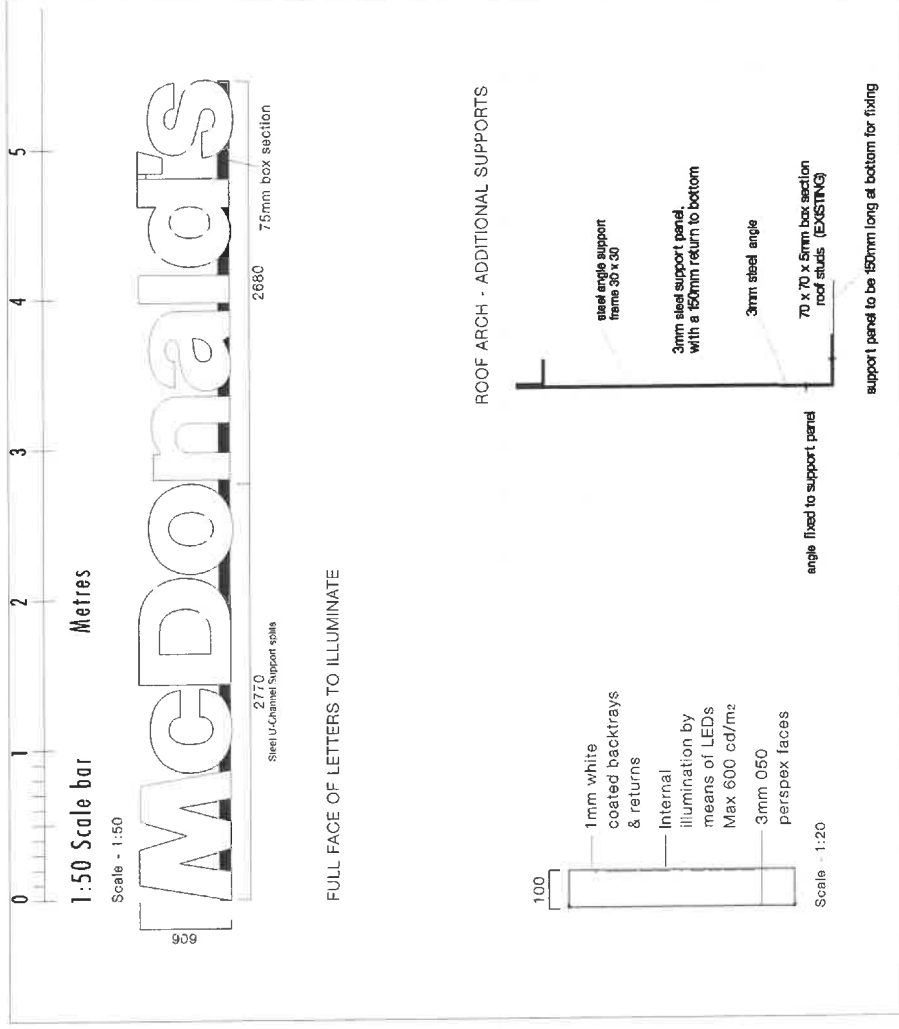 0 1 2 3 4 5
1:50 Scale bar Metres
Scale - 1:50
606
McDonald's
2770
2680
Steel U-Channel Support splits
75mm box section
FULL FACE OF LETTERS TO ILLUMINATE
ROOF ARCH - ADDITIONAL SUPPORTS
100
1mm white
coated backtrays
& returns
Internal
illumination by
means of LEDs
Max 600 cd/m2
3mm 050
perspex faces
Scale - 1:20
steel angle support
frame 30 x 30
3mm steel support panel.
with a 150mm return to bottom
3mm steel angle
70 x 70 x 5mm box section
roof studs (EXISTING)
angle fixed to support panel
support panel to be 150mm long at bottom for fixing